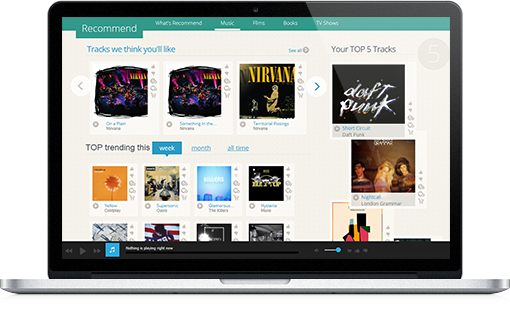 Recommend
What's Recommend
Music
Films
Books
TV Shows
Tracks we think you'll like
See all
Your TOP 5 Tracks
5
NIRVANA
daft punk
On a Plain
Nirvana
Something in the...
Nirvana
Territorial Pissings
Nirvana
Short Circuit
Daft Punk
TOP trending this
week
month
all time
THE KILLERS
Yellow
Coldplay
Supersonic
Oasis
Glamorous...
The Killers
Hysteria
Muse
Nightcall
London Grammar
Nothing is playing right now